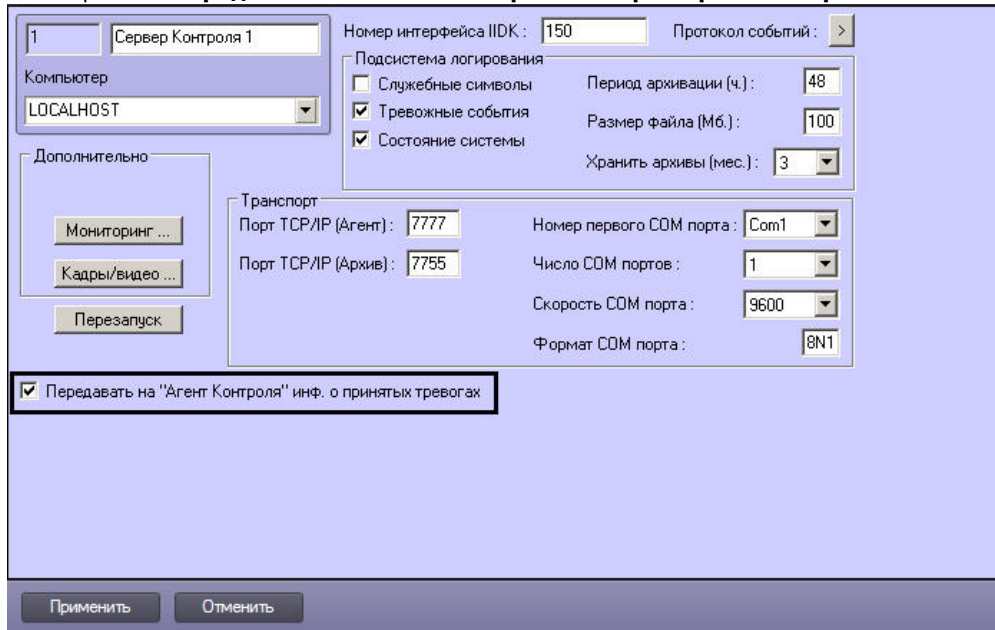 1 Сервер Контроля 1
Компьютер
LOCALHOST
Номер интерфейса IIDK : 150 Протокол событий : >
Подсистема логирования
Служебные символы Период архивации (ч.) : 48
Тревожные события Размер файла (Мб.) : 100
Состояние системы Хранить архивы (мес.) : 3
Дополнительно
Мониторинг ...
Кадры/видео ...
Перезапуск
Транспорт
Порт TCP/IP (Агент) : 7777 Номер первого COM порта : Com1
Порт TCP/IP (Архив) : 7755 Число COM портов : 1
Скорость COM порта : 9600
Формат COM порта : 8N1
Передавать на "Агент Контроля" инф. о принятых тревогах
Применить Отменить